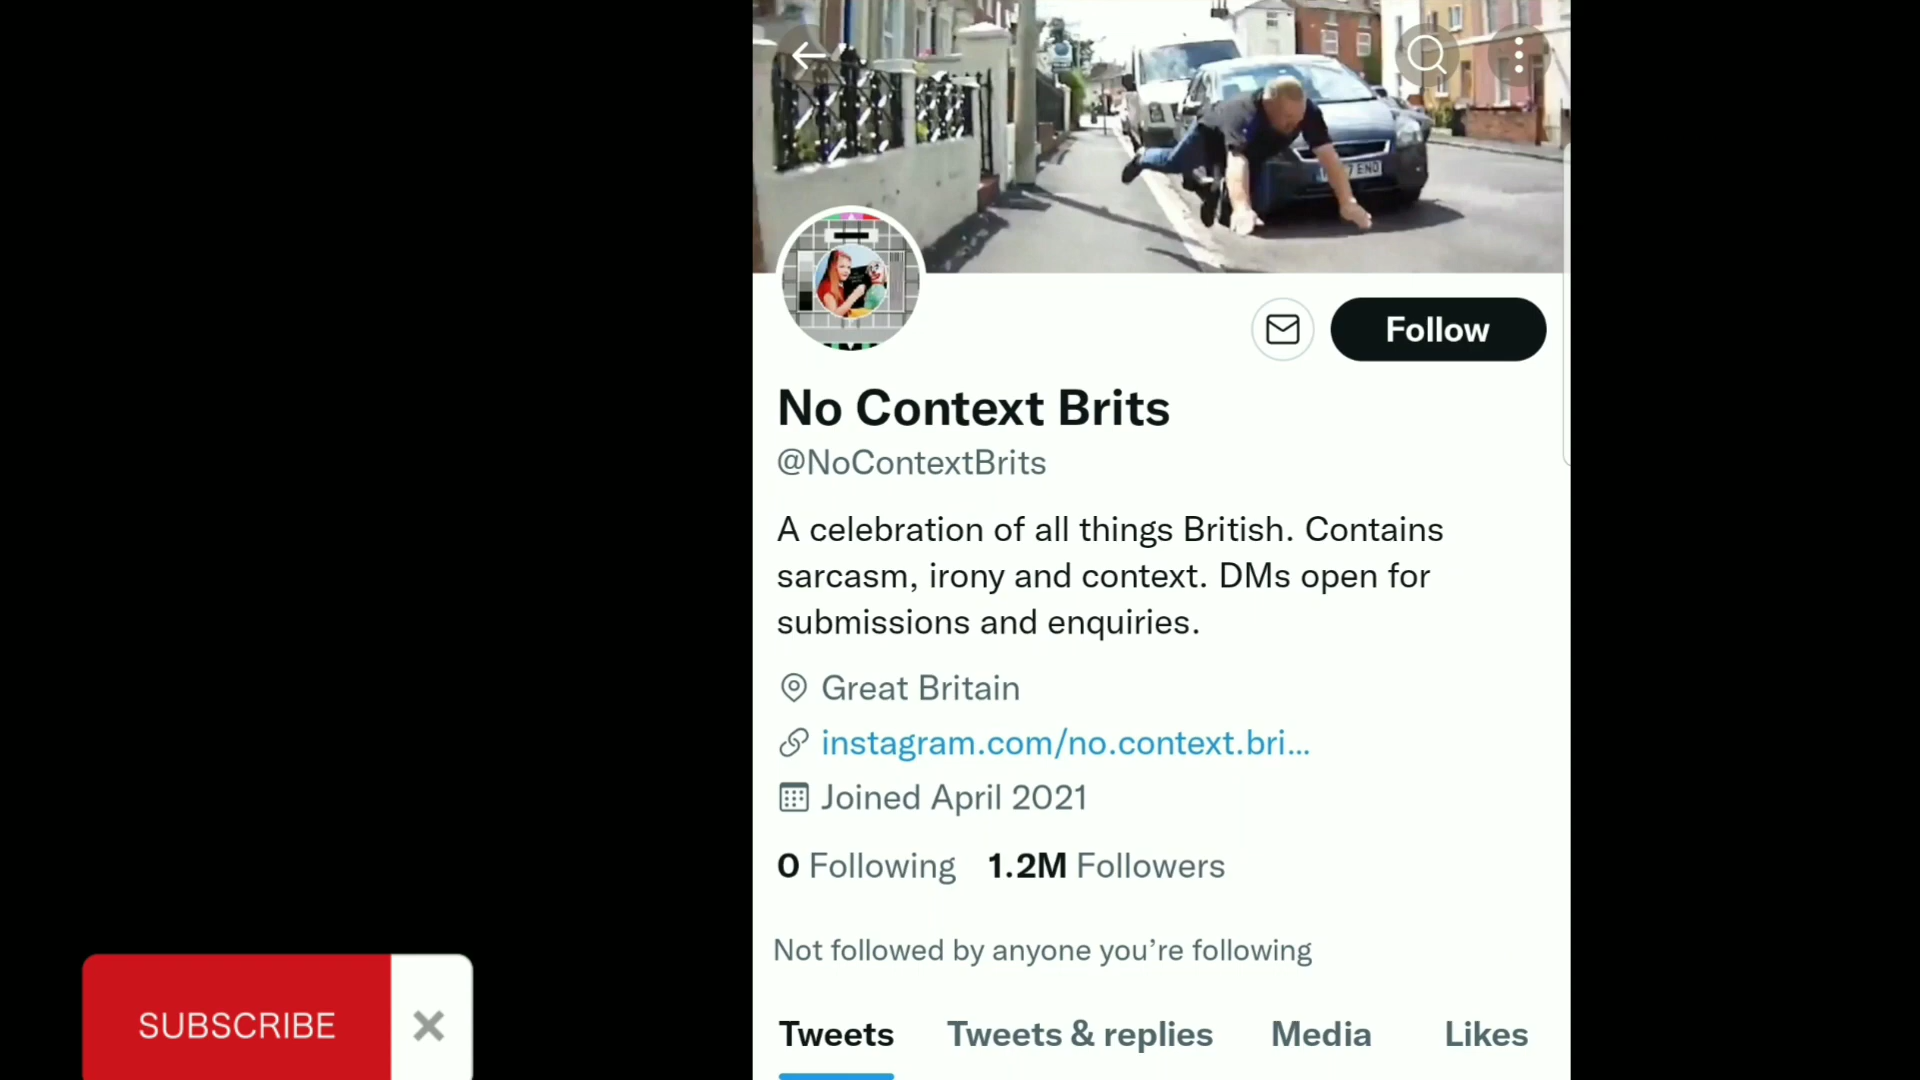 Follow
No Context Brits
@NoContextBrits
A celebration of all things British. Contains
sarcasm, irony and context. DMs open for
submissions and enquiries.
Great Britain
instagram.com/no.context.bri...
Joined April 2021
0 Following 1.2M Followers
Not followed by anyone you’re following
Tweets Tweets & replies Media Likes
SUBSCRIBE